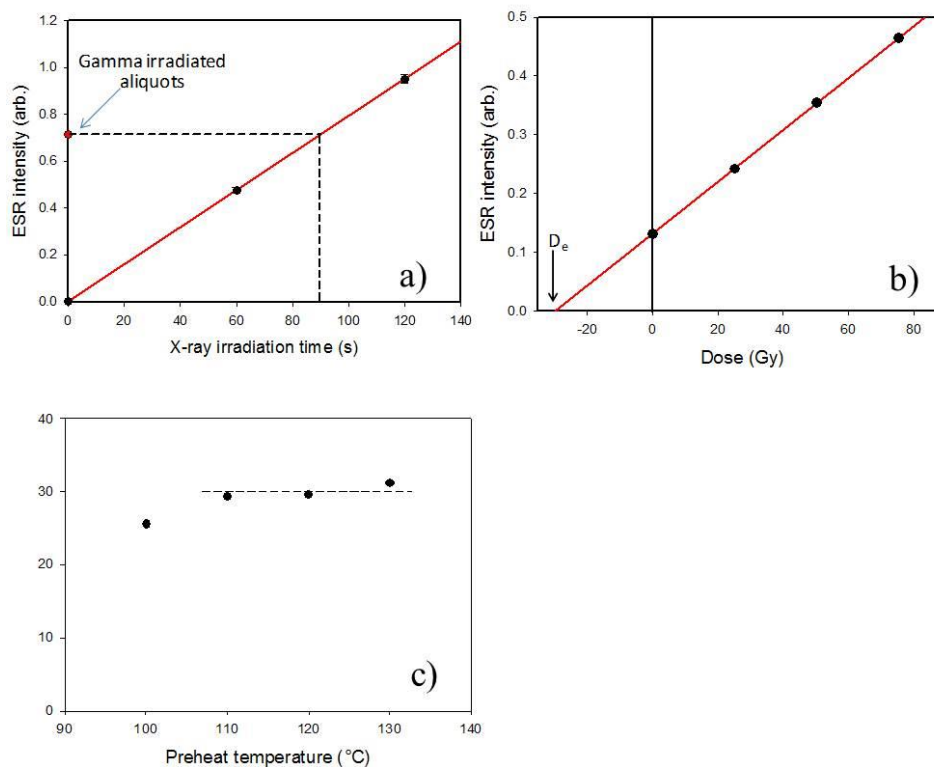 1.2
1.0
0.8
0.6
0.4
0.2
0.0
ESR intensity (arb.)
Gamma irradiated
aliquots
a)
0 20 40 60 80 100 120 140
X-ray irradiation time (s)
0.5
0.4
0.3
0.2
0.1
0.0
ESR intensity (arb.)
De
b)
-20 0 20 40 60 80
Dose (Gy)
40
30
20
10
0
c)
90 100 110 120 130 140
Preheat temperature (°C)